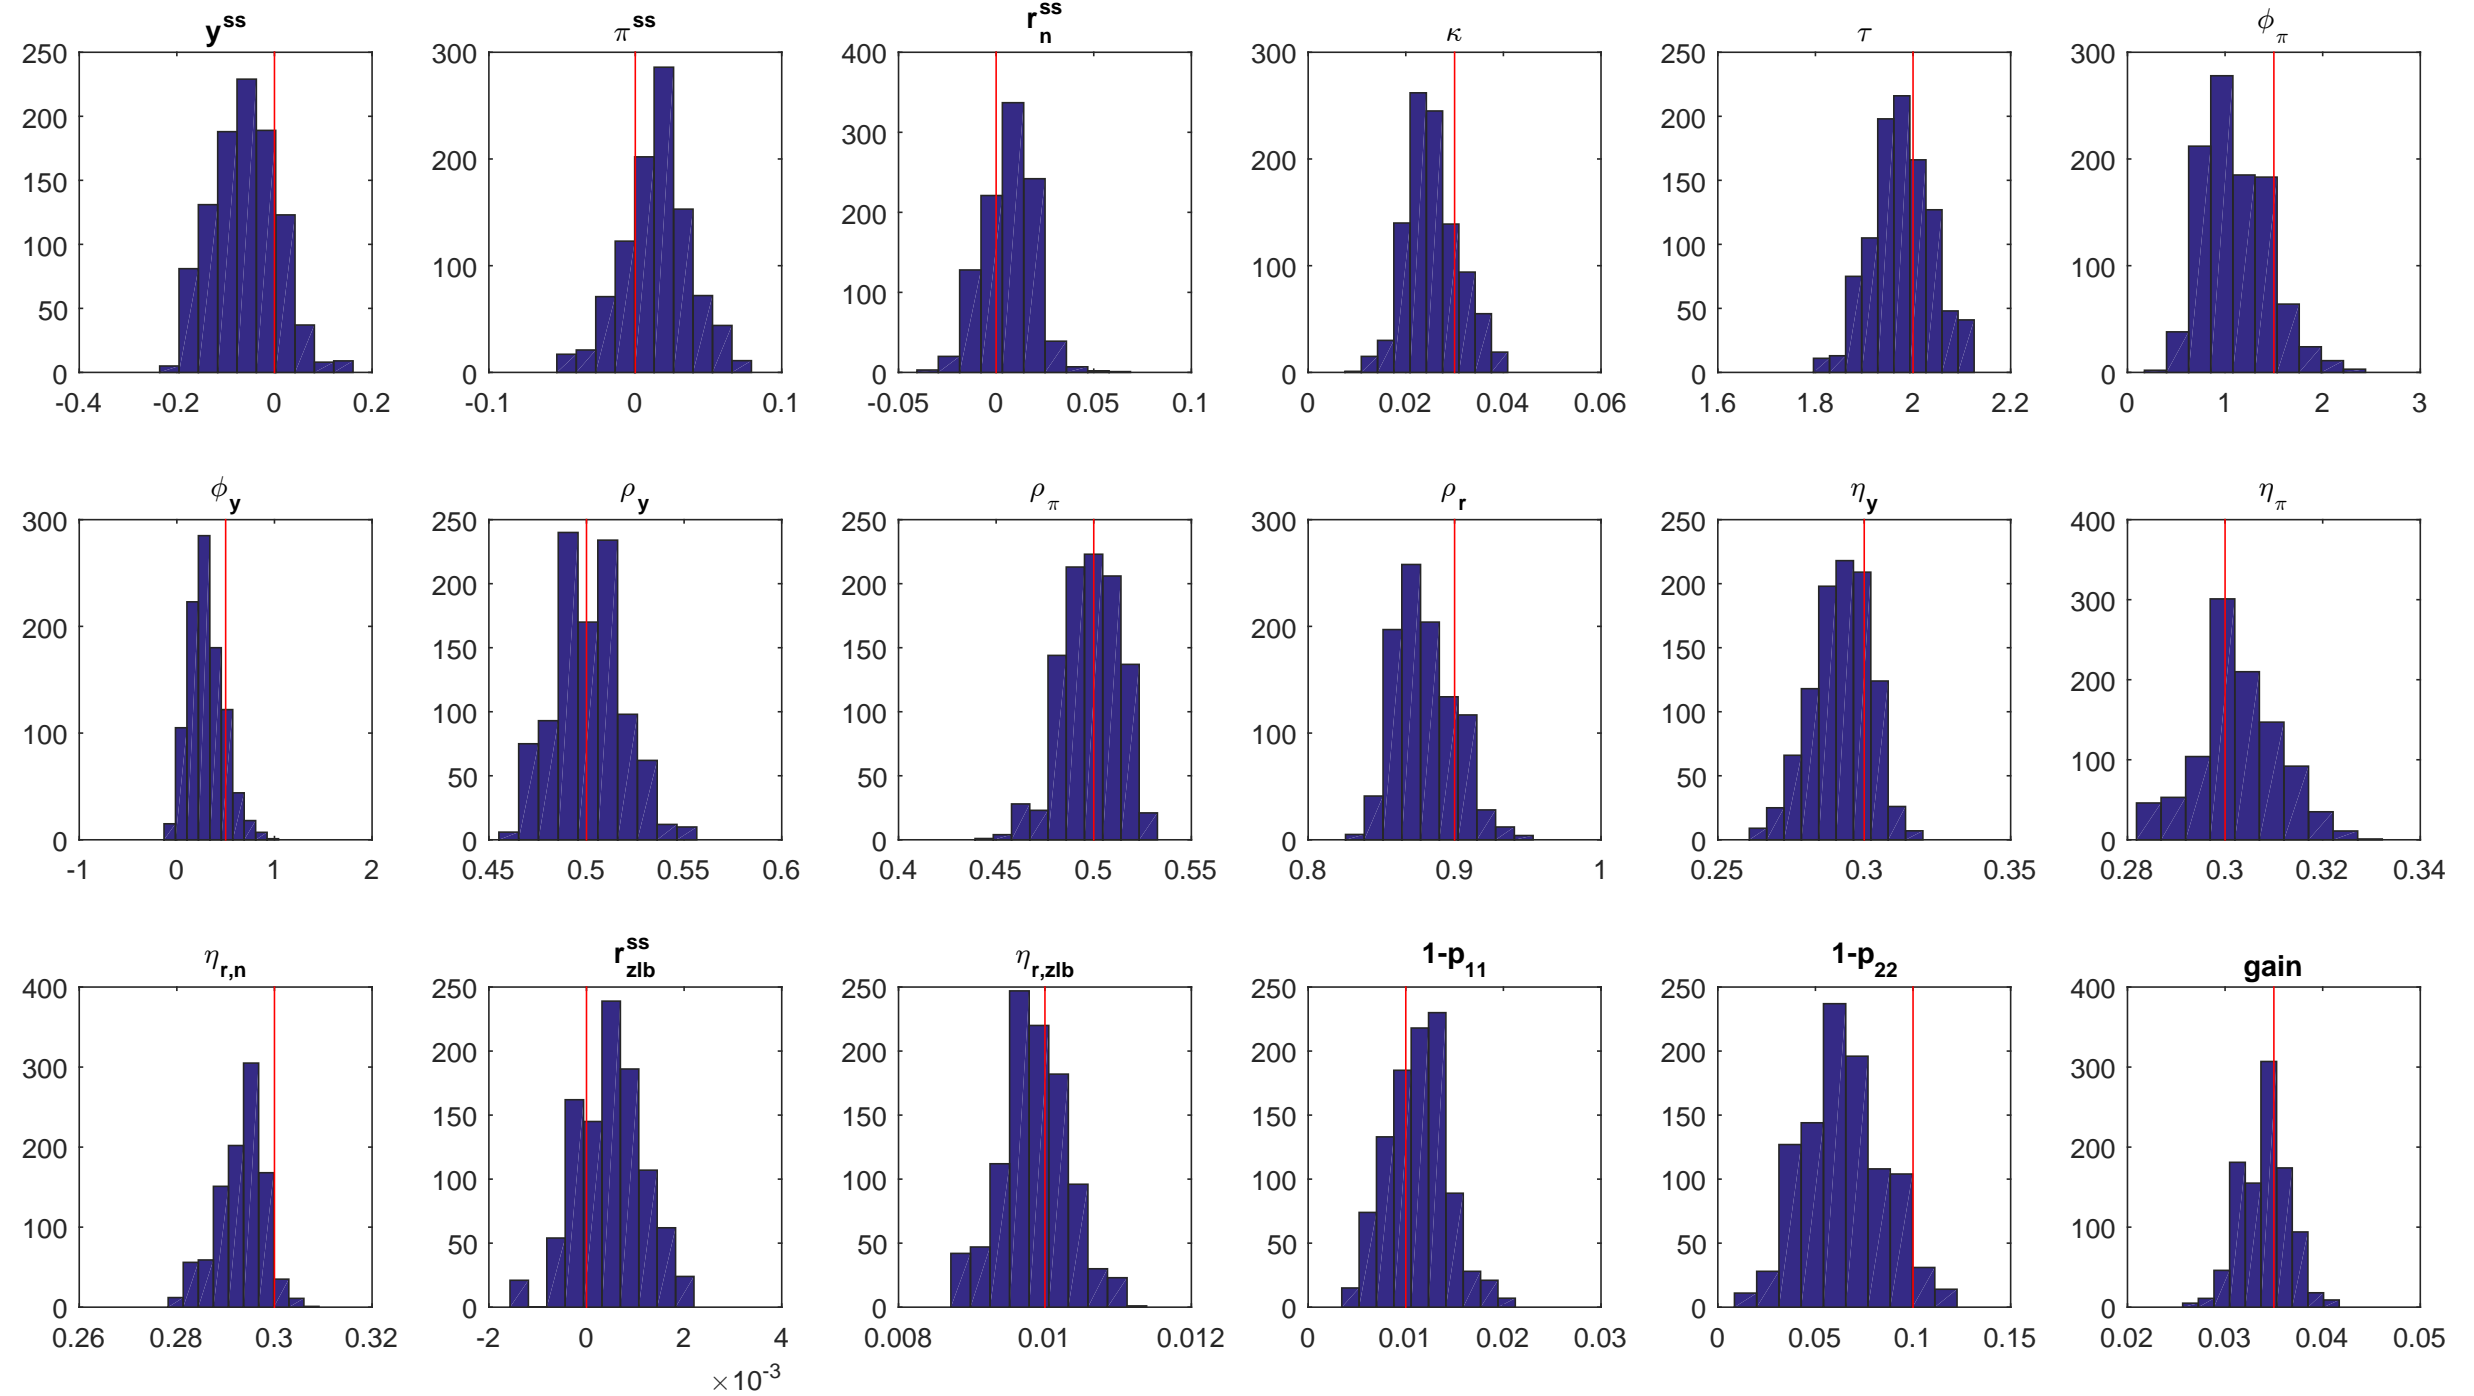 y^ss π^ss r_n^ss κ τ φ_π
250 200 150 100 50 0 -0.4 -0.2 0 0.2
300 200 100 0 -0.1 0 0.1
400 300 200 100 0 -0.05 0 0.05 0.1
300 200 100 0 0 0.02 0.04 0.06
250 200 150 100 50 0 1.6 1.8 2 2.2
300 200 100 0 0 1 2 3
ϕ_y ρ_y ρ_π ρ_r η_y η_π
300 200 100 0 -1 0 1 2
250 200 150 100 50 0 0.45 0.5 0.55 0.6
250 200 150 100 50 0 0.4 0.45 0.5 0.55
300 200 100 0 0.8 0.9 1
250 200 150 100 50 0 0.25 0.3 0.35
400 300 200 100 0 0.28 0.3 0.32 0.34
η_r,n r_zlb^ss η_r,zlb 1-p_11 1-p_22 gain
400 300 200 100 0 0.26 0.28 0.3 0.32
250 200 150 100 50 0 -2 0 2 4
×10^-3
250 200 150 100 50 0 0.008 0.01 0.012
250 200 150 100 50 0 0 0.01 0.02 0.03
250 200 150 100 50 0 0 0.05 0.1 0.15
400 300 200 100 0 0.02 0.03 0.04 0.05